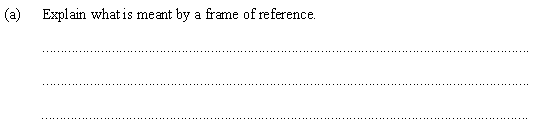 (a) Explain what is meant by a frame of reference.